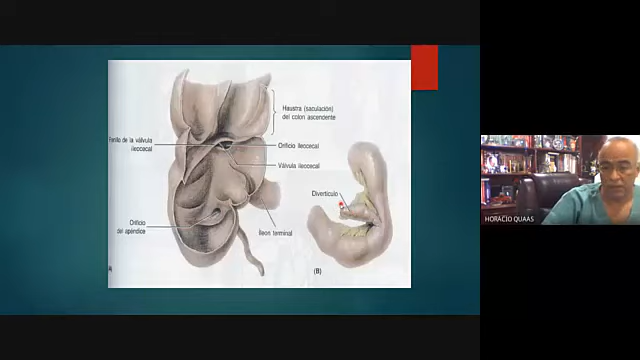 Haustra (saculación)
del colon ascendente
Frenillo de la válvula
ileocecal
Orificio ileocecal
Válvula ileocecal
Divertículo
Orificio
del apéndice
Íleon terminal
(B)
HORACIO QUAAS